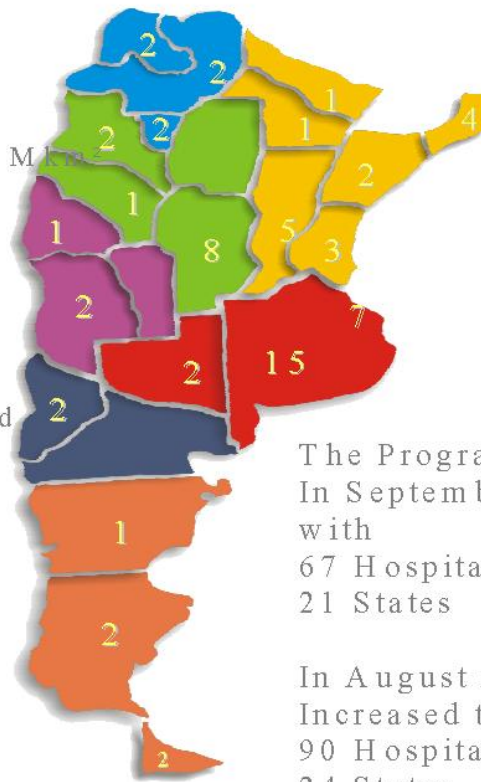 2
2
1
4
2
2
1
2
M km²
1
1
5
3
8
2
7
2
15
2
d
The Progra
In Septemb
with
67 Hospita
21 States
1
2
In August
Increased t
90 Hospita
2